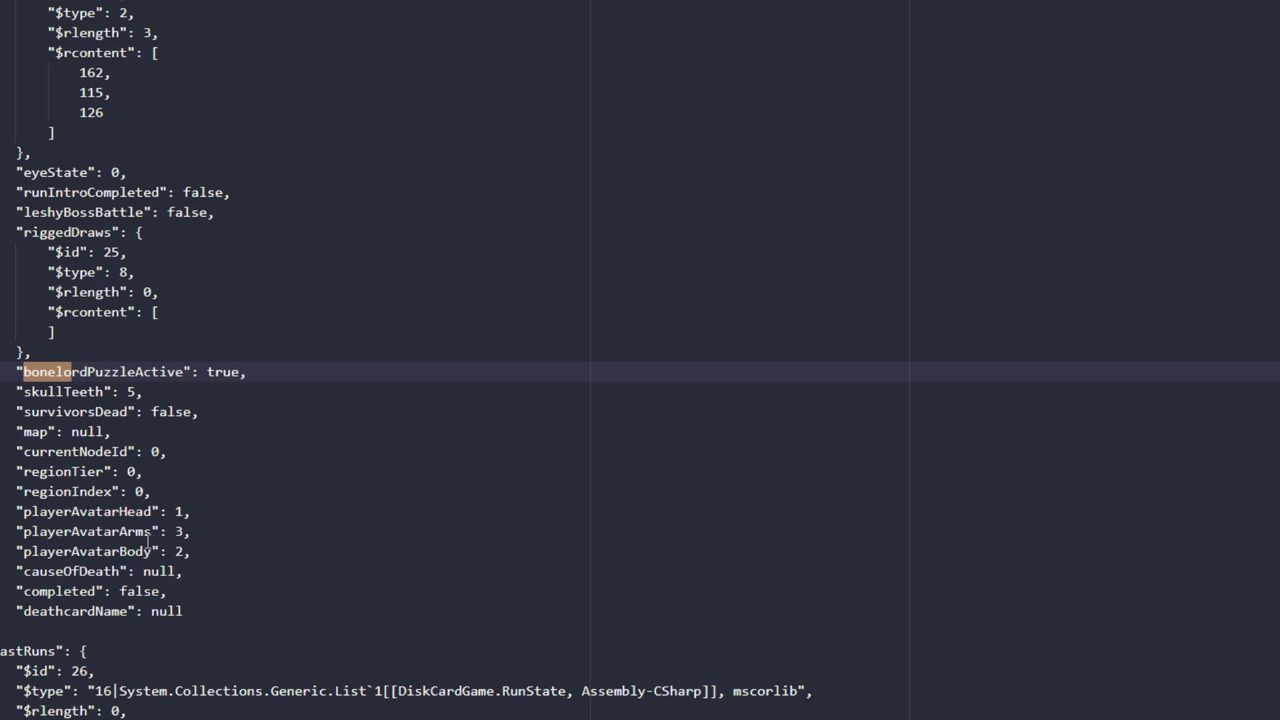 "$type": 2,
"$rlength": 3,
"$rcontent": [
162,
115,
126
]
},
"eyeState": 0,
"runIntroCompleted": false,
"leshyBossBattle": false,
"riggedDraws": {
"$id": 25,
"$type": 8,
"$rlength": 0,
"$rcontent": [
]
},
"bonelordPuzzleActive": true,
"skullTeeth": 5,
"survivorsDead": false,
"map": null,
"currentNodeId": 0,
"regionTier": 0,
"regionIndex": 0,
"playerAvatarHead": 1,
"playerAvatarArms": 3,
"playerAvatarBody": 2,
"causeOfDeath": null,
"completed": false,
"deathcardName": null
astRuns": {
"$id": 26,
"$type": "16|System.Collections.Generic.List`1[[DiskCardGame.RunState, Assembly-CSharp]], mscorlib",
"$rlength": 0,